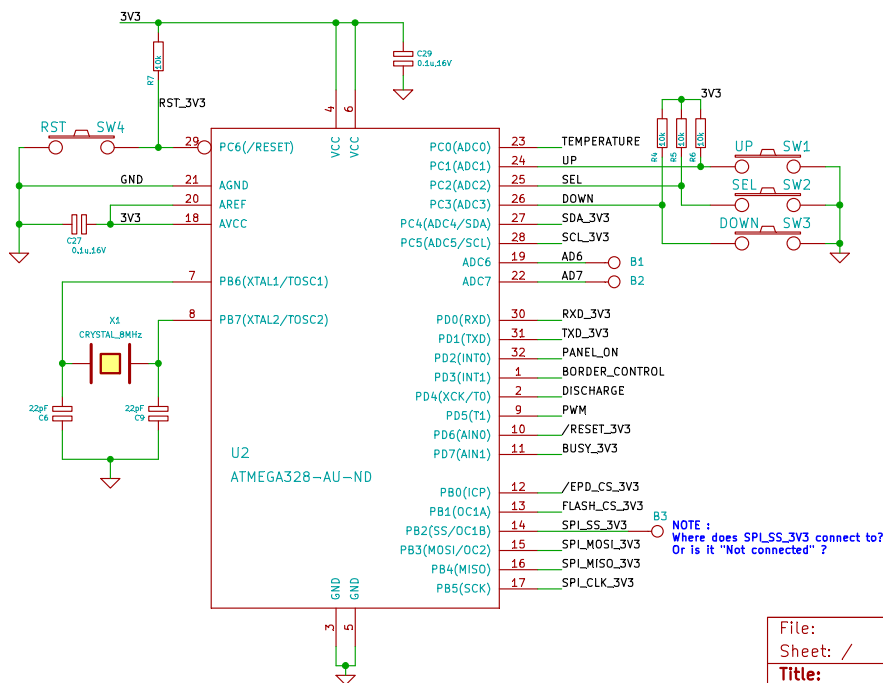 3V3
C29
0.1u,16V
R7
10k
RST_3V3
RST SW4
GND
3V3
C27
0.1u,16V
X1
CRYSTAL_8MHz
22pF
C6
22pF
C9
4 VCC
6 VCC
29 PC6(/RESET)
21 AGND
20 AREF
18 AVCC
7 PB6(XTAL1/TOSC1)
8 PB7(XTAL2/TOSC2)
U2
ATMEGA328-AU-ND
GND 3
GND 5
PC0(ADC0) 23 TEMPERATURE
PC1(ADC1) 24 UP
PC2(ADC2) 25 SEL
PC3(ADC3) 26 DOWN
PC4(ADC4/SDA) 27 SDA_3V3
PC5(ADC5/SCL) 28 SCL_3V3
ADC6 19 AD6 B1
ADC7 22 AD7 B2
PD0(RXD) 30 RXD_3V3
PD1(TXD) 31 TXD_3V3
PD2(INT0) 32 PANEL_ON
PD3(INT1) 1 BORDER_CONTROL
PD4(XCK/T0) 2 DISCHARGE
PD5(T1) 9 PWM
PD6(AIN0) 10 /RESET_3V3
PD7(AIN1) 11 BUSY_3V3
PB0(ICP) 12 /EPD_CS_3V3
PB1(OC1A) 13 FLASH_CS_3V3
PB2(SS/OC1B) 14 SPI_SS_3V3 B3
PB3(MOSI/OC2) 15 SPI_MOSI_3V3
PB4(MISO) 16 SPI_MISO_3V3
PB5(SCK) 17 SPI_CLK_3V3
3V3
R4 10k
R5 10k
R6 10k
UP SW1
SEL SW2
DOWN SW3
NOTE :
Where does SPI_SS_3V3 connect to?
Or is it "Not connected" ?
File:
Sheet: /
Title: